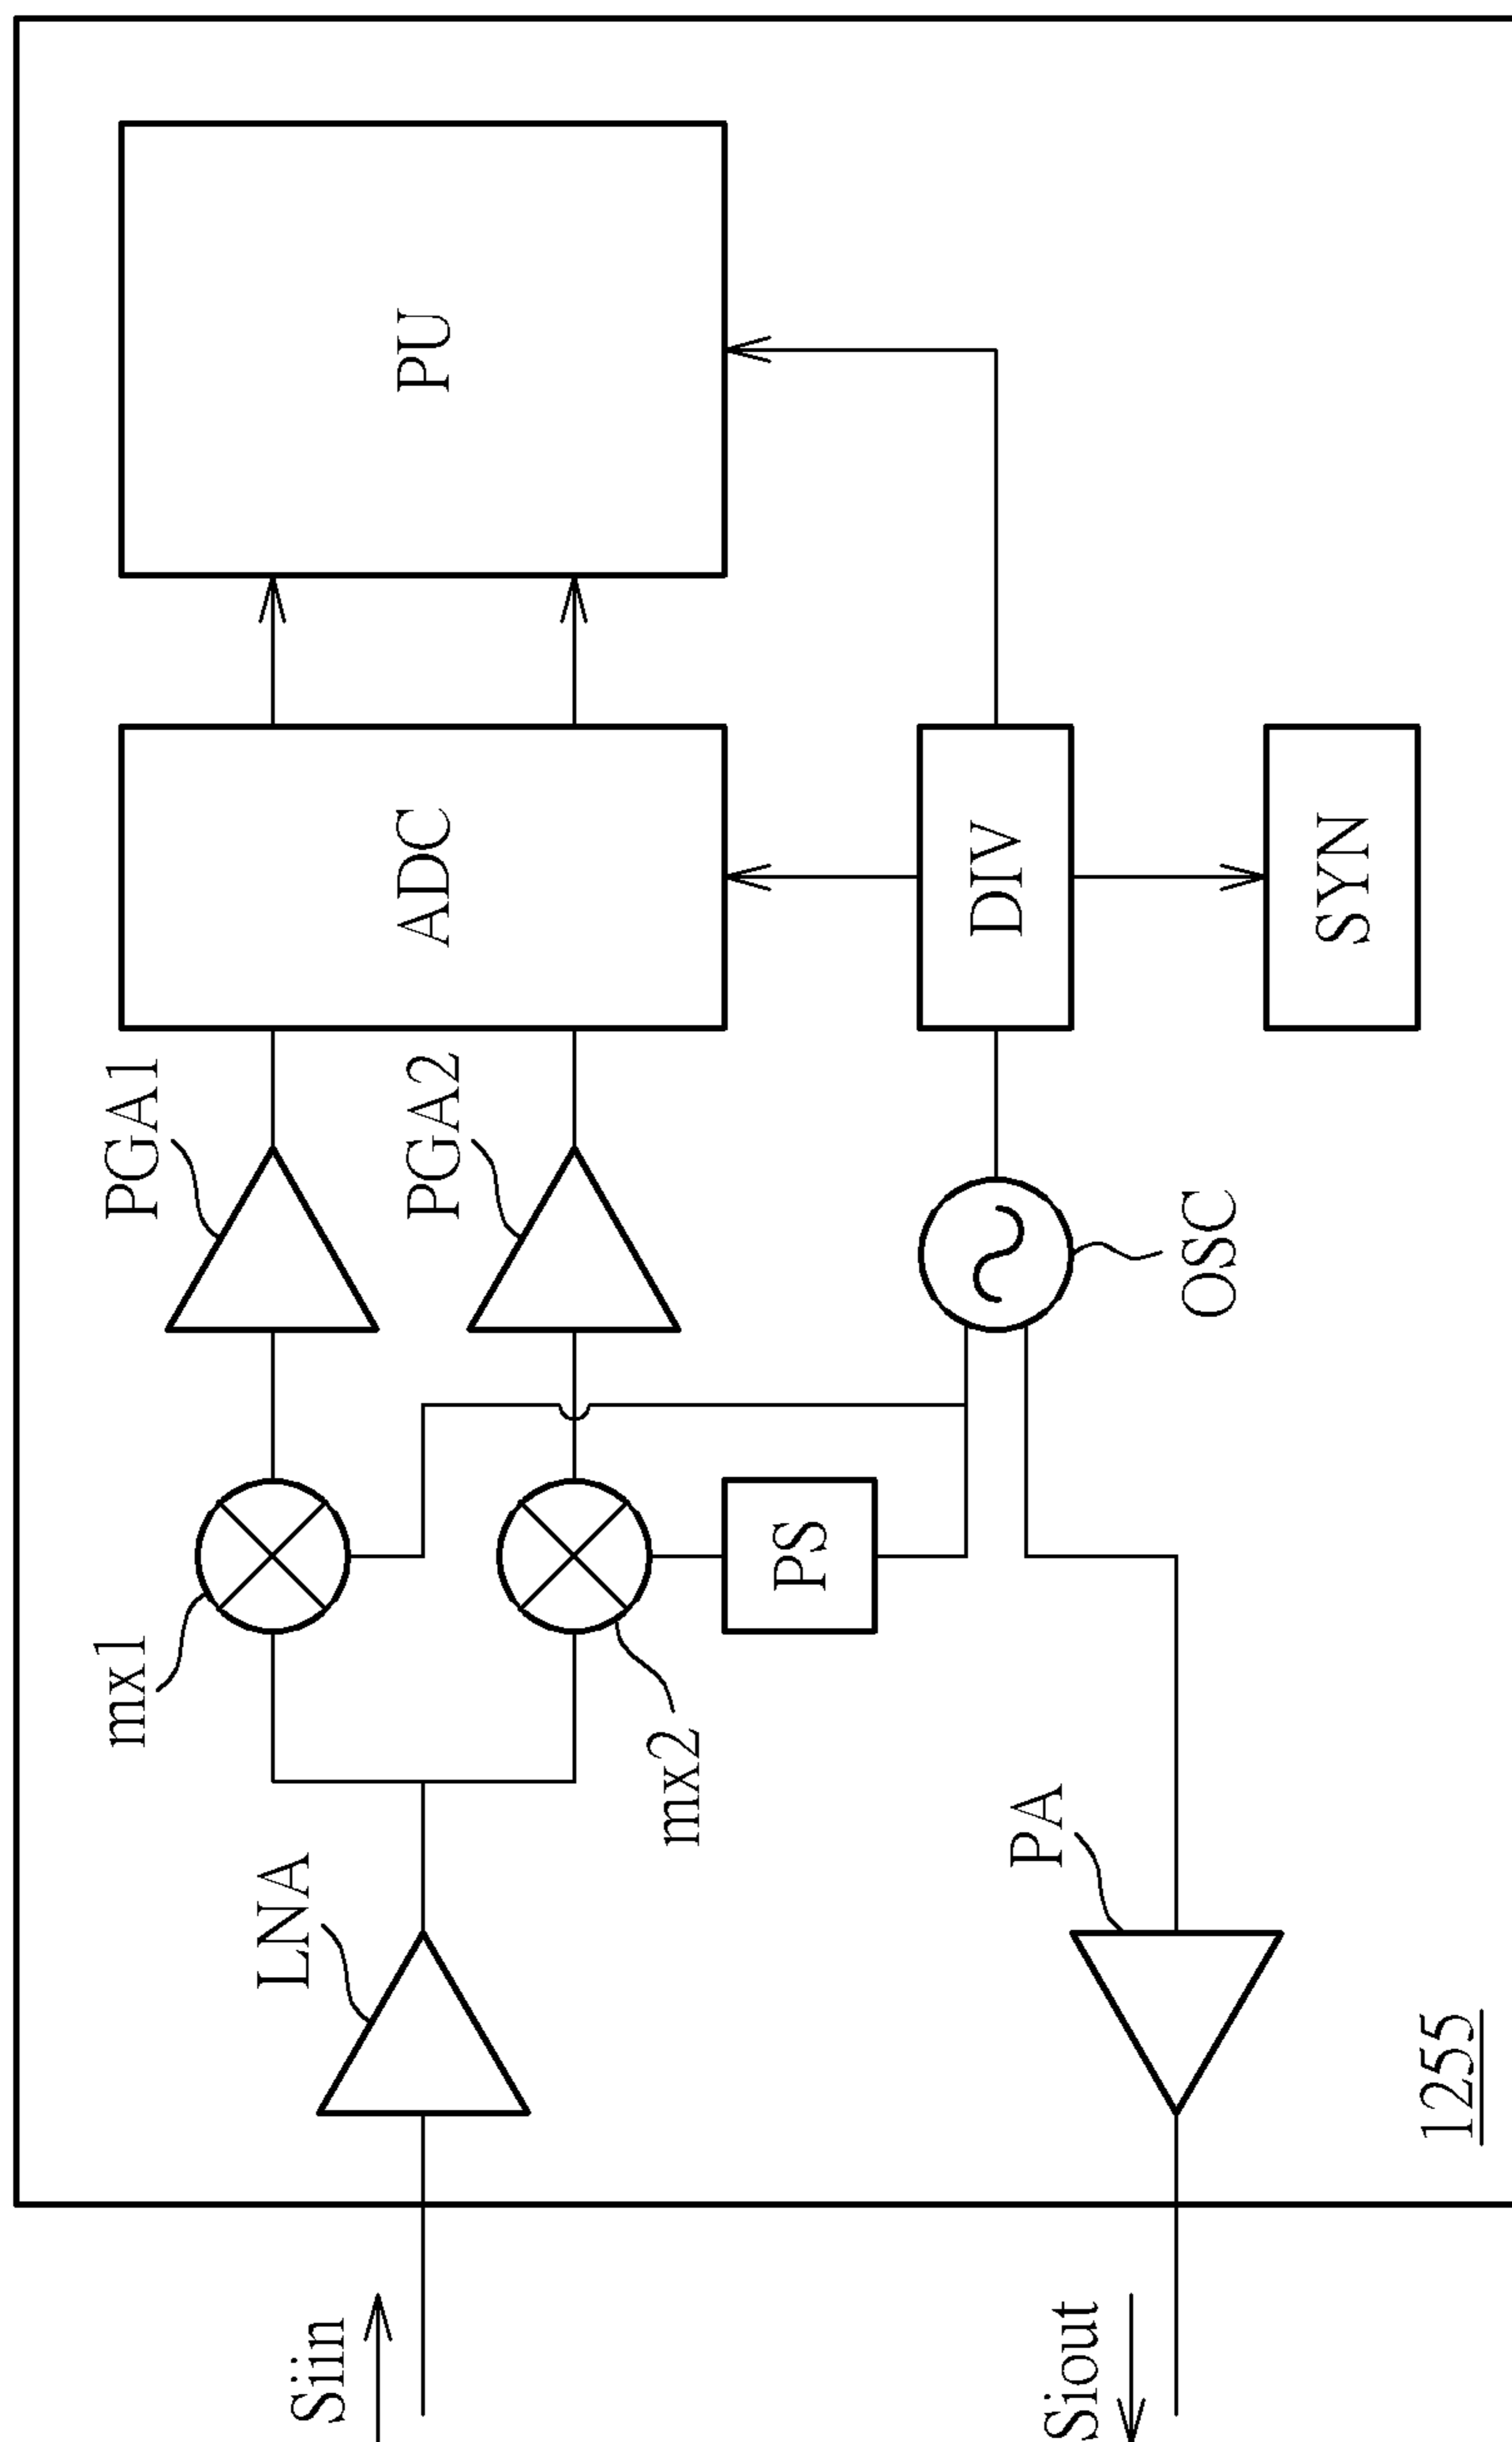 Siin
LNA
mx1
mx2
PGA1
PGA2
ADC
PU
PS
OSC
DIV
SYN
PA
Siout
1255